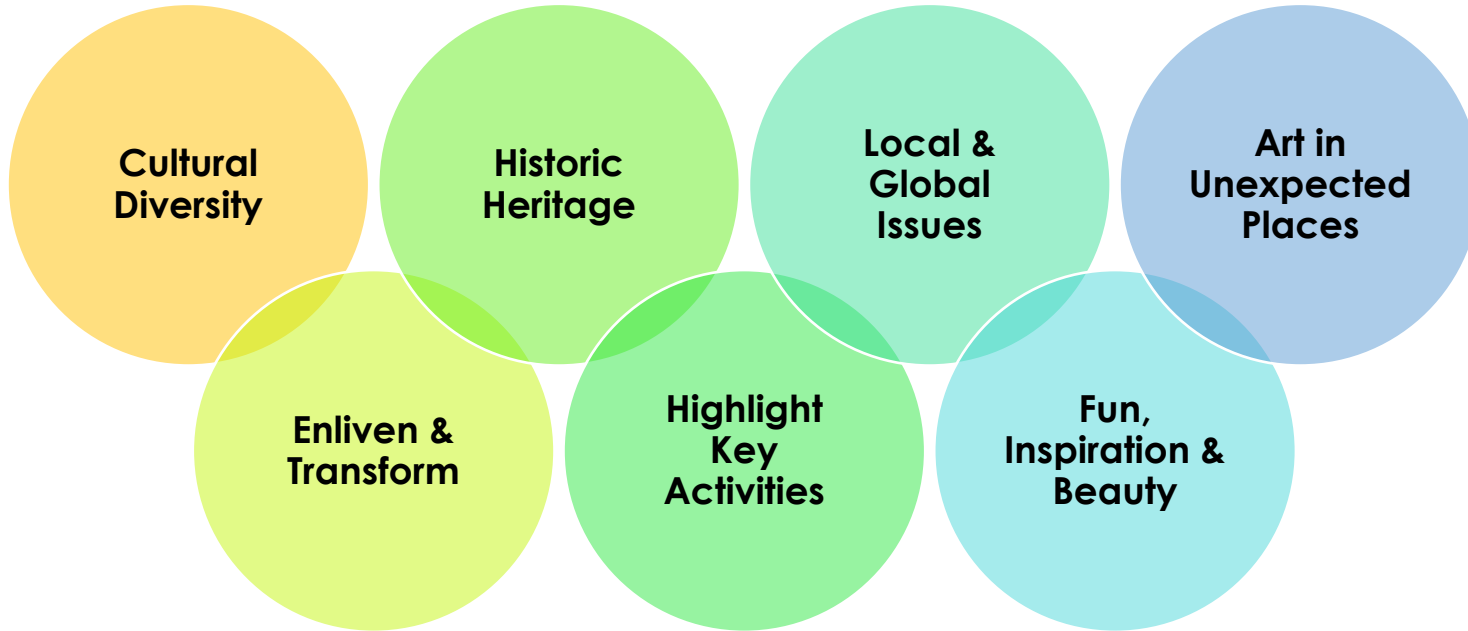 Cultural
Diversity
Historic
Heritage
Local &
Global
Issues
Art in
Unexpected
Places
Enliven &
Transform
Highlight
Key
Activities
Fun,
Inspiration &
Beauty